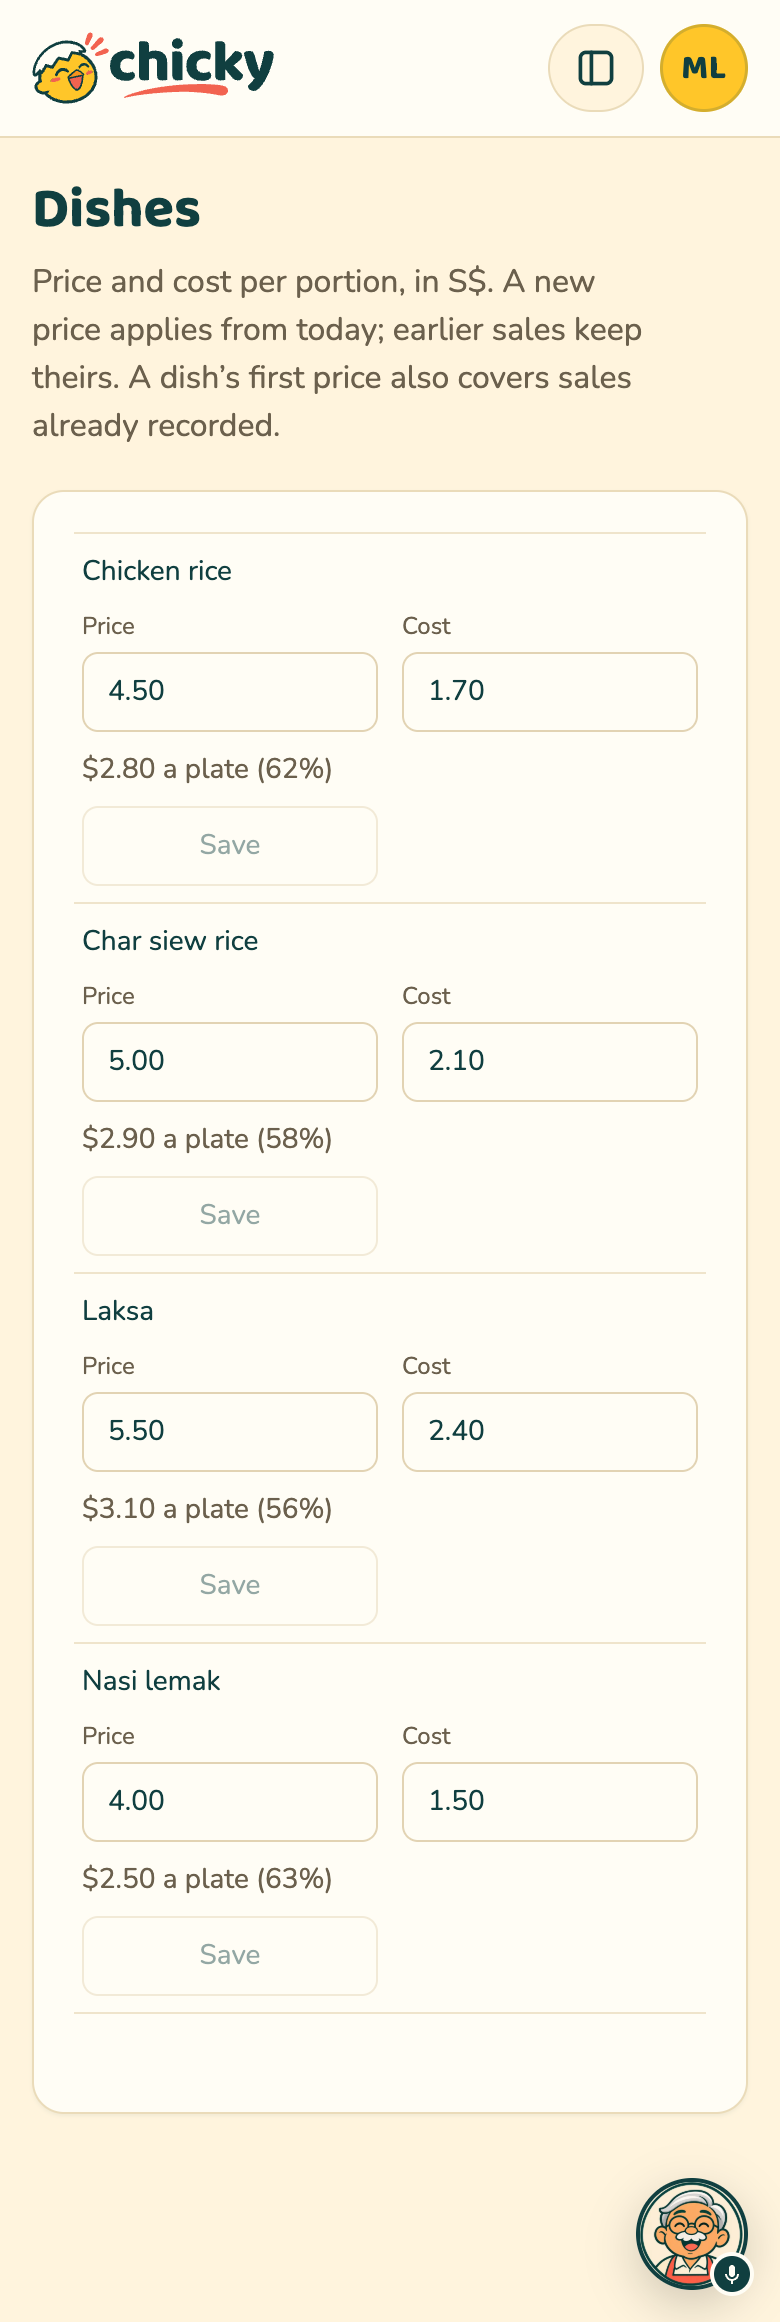 chicky
ML
Dishes
Price and cost per portion, in S$. A new
price applies from today; earlier sales keep
theirs. A dish’s first price also covers sales
already recorded.
Chicken rice
Price Cost
4.50 1.70
$2.80 a plate (62%)
Save
Char siew rice
Price Cost
5.00 2.10
$2.90 a plate (58%)
Save
Laksa
Price Cost
5.50 2.40
$3.10 a plate (56%)
Save
Nasi lemak
Price Cost
4.00 1.50
$2.50 a plate (63%)
Save